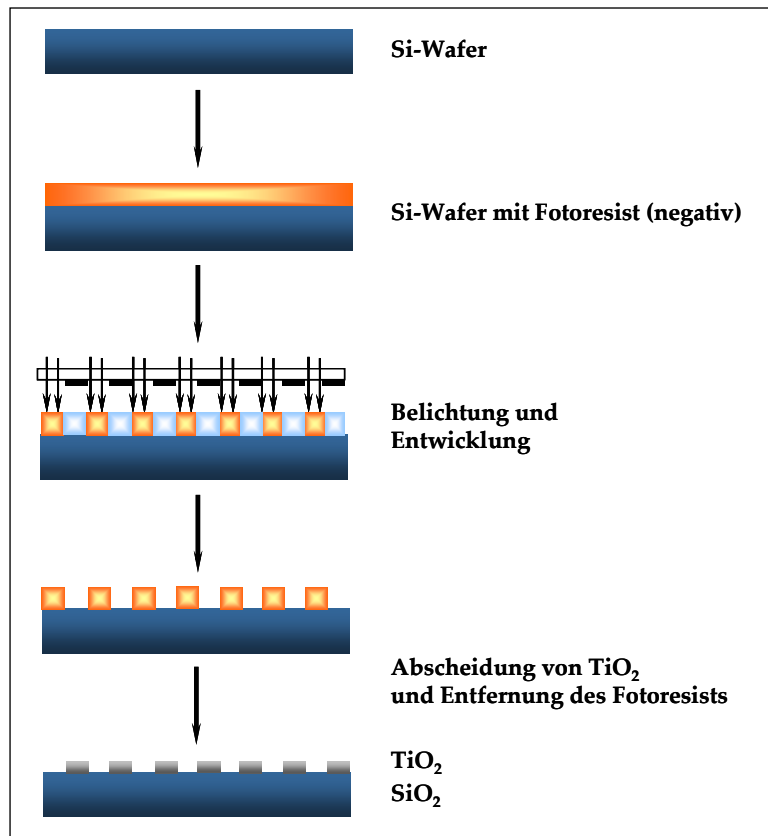 Si-Wafer
Si-Wafer mit Fotoresist (negativ)
Belichtung und
Entwicklung
Abscheidung von TiO₂
und Entfernung des Fotoresists
TiO₂
SiO₂